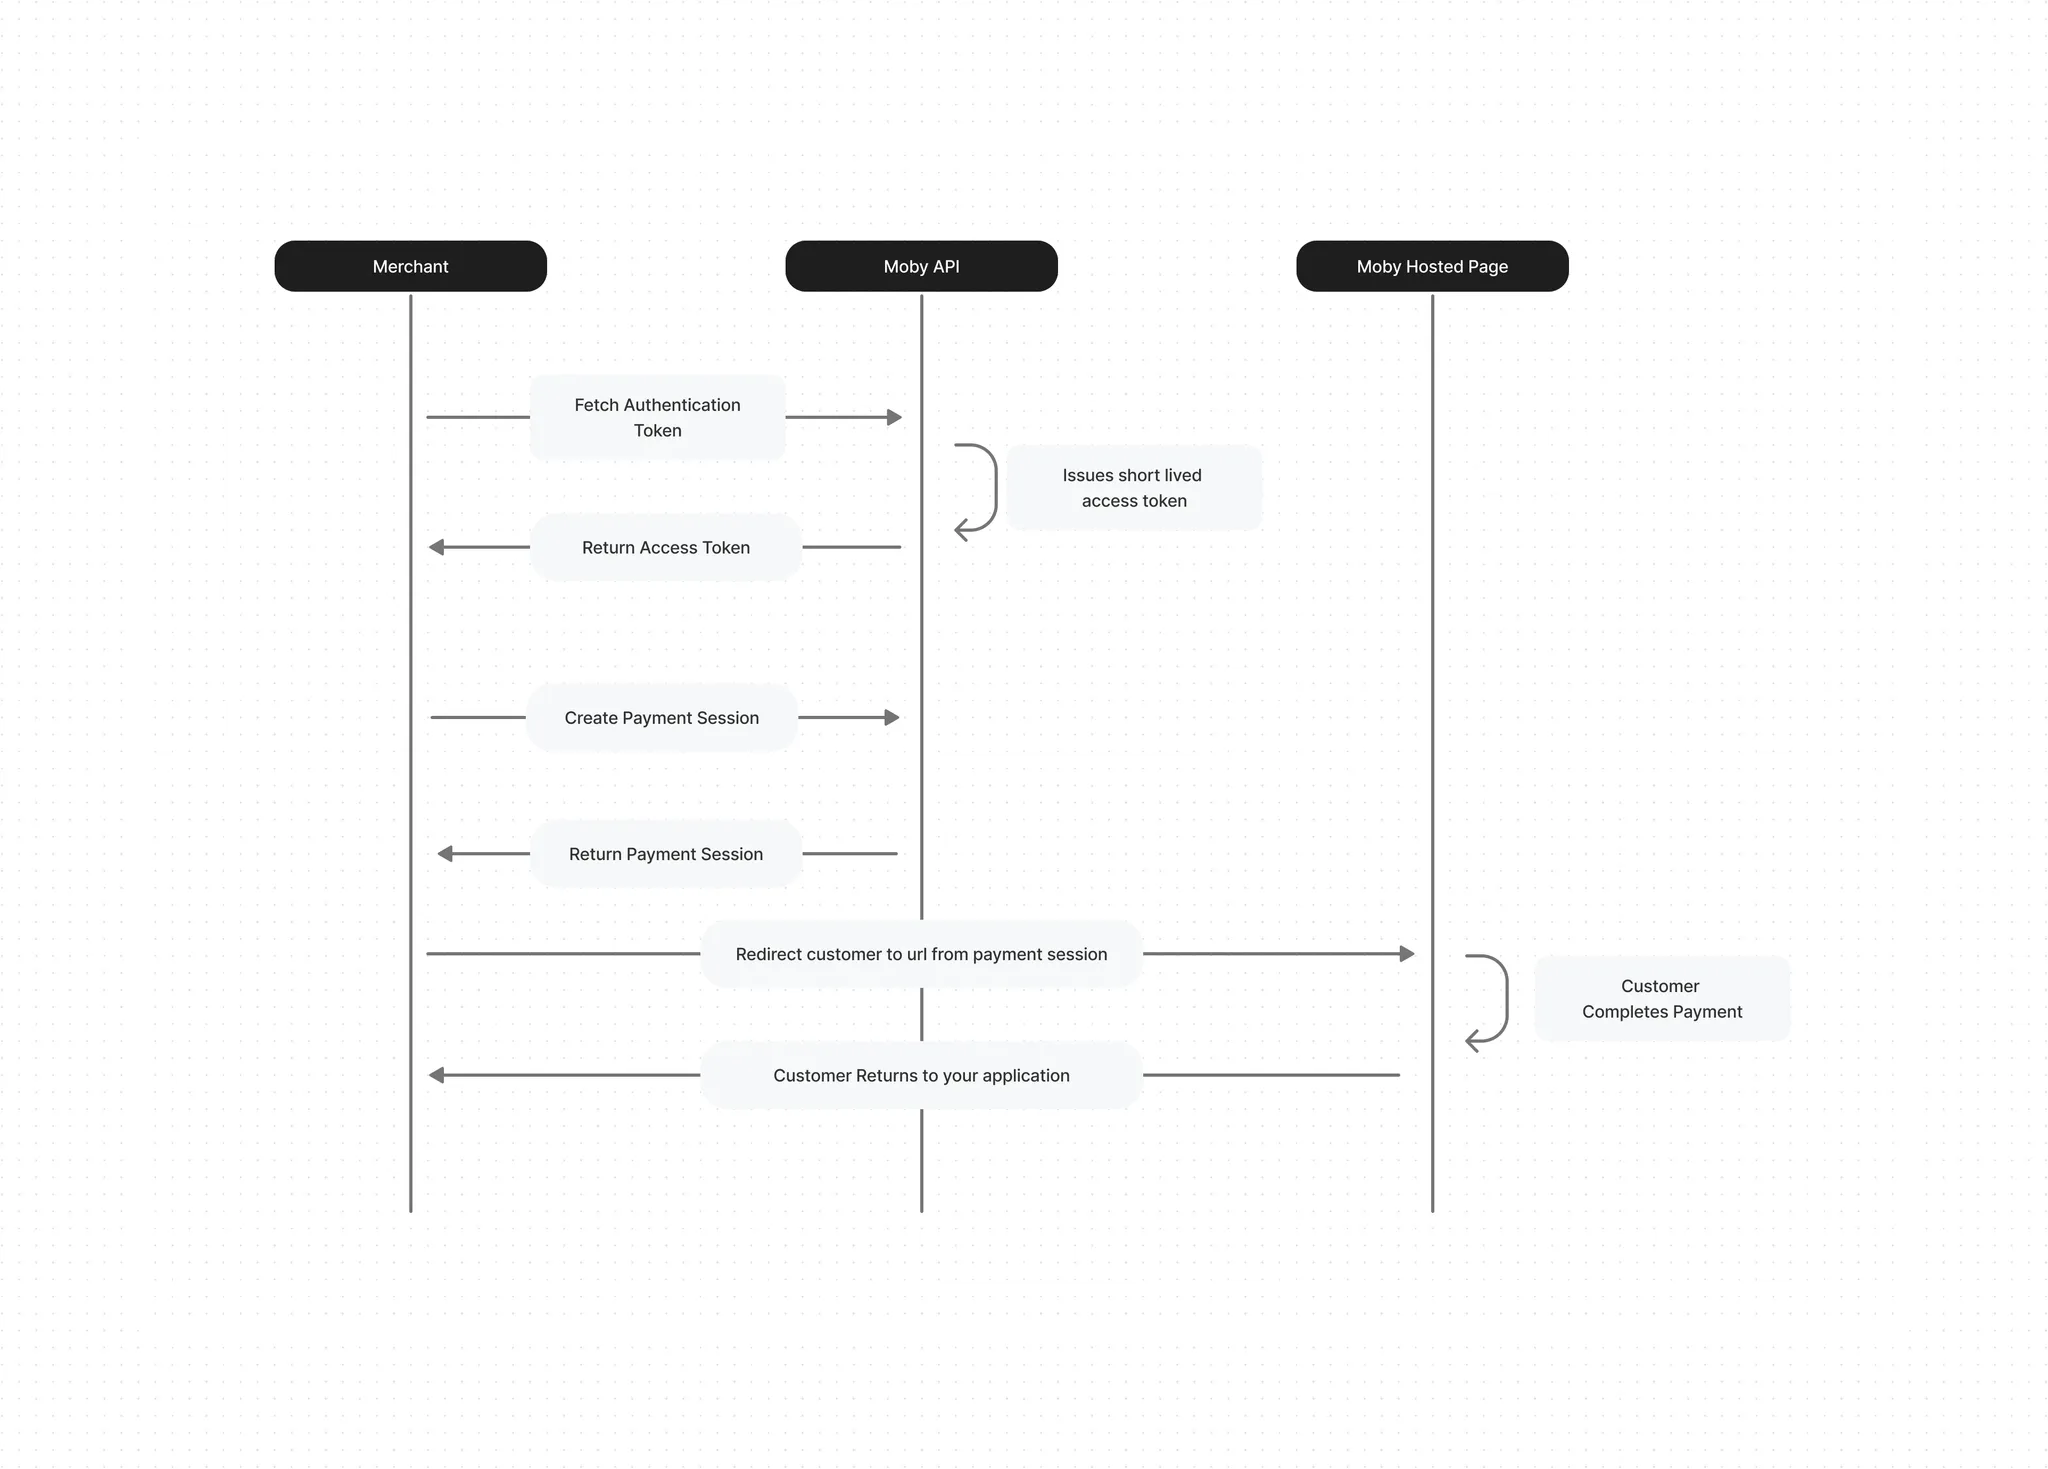 Merchant
Moby API
Moby Hosted Page
Fetch Authentication
Token
Issues short lived
access token
Return Access Token
Create Payment Session
Return Payment Session
Redirect customer to url from payment session
Customer
Completes Payment
Customer Returns to your application